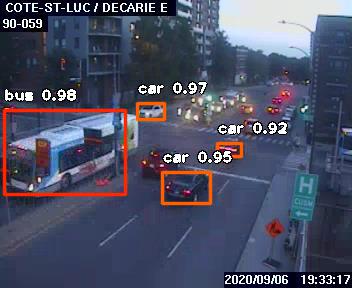 COTE-ST-LUC / DECARIE E
90-059
car 0.97
bus 0.98
car 0.92
car 0.95
H
CUSM
2020/09/06 19:33:17